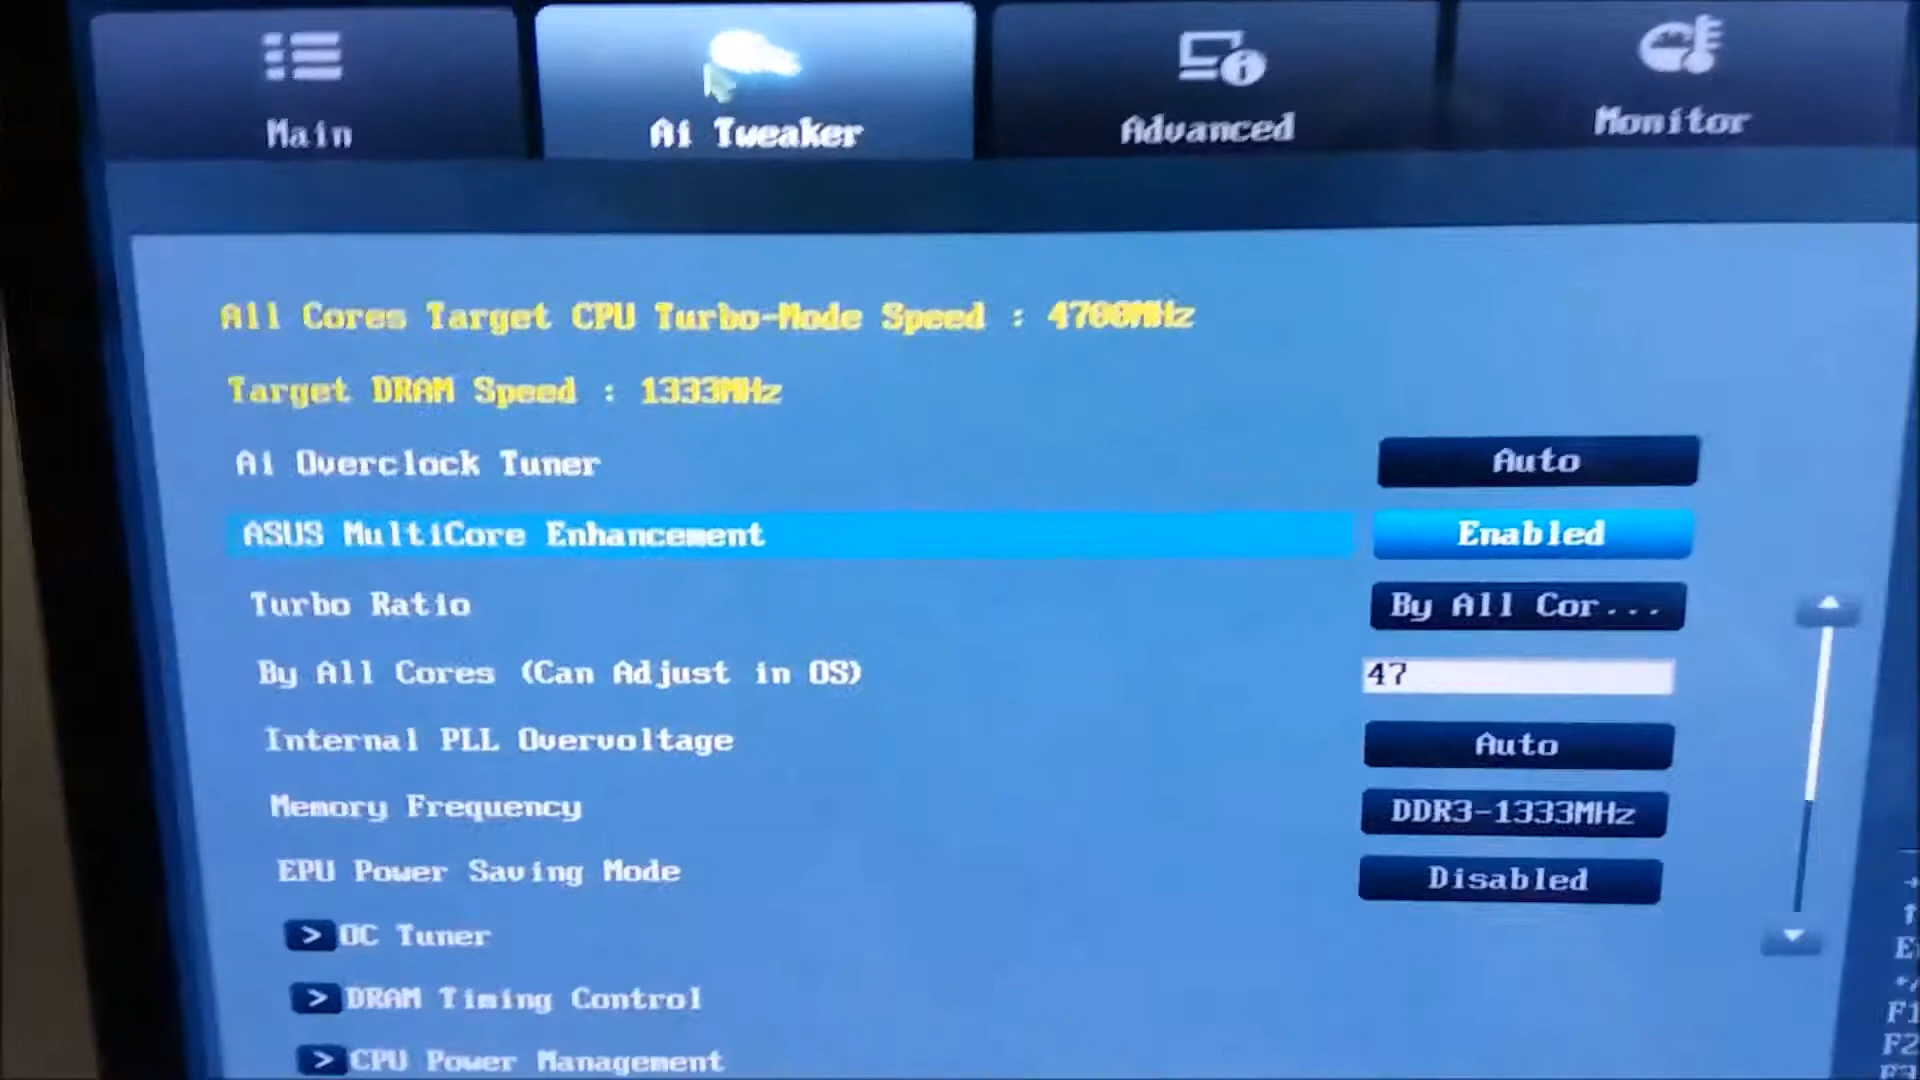 Main
Ai Tweaker
Advanced
Monitor
All Cores Target CPU Turbo-Mode Speed : 4700MHz
Target DRAM Speed : 1333MHz
Ai Overclock Tuner Auto
ASUS MultiCore Enhancement Enabled
Turbo Ratio By All Cor...
By All Cores (Can Adjust in OS) 47
Internal PLL Overvoltage Auto
Memory Frequency DDR3-1333MHz
EPU Power Saving Mode Disabled
> OC Tuner
> DRAM Timing Control
> CPU Power Management
F1
F2